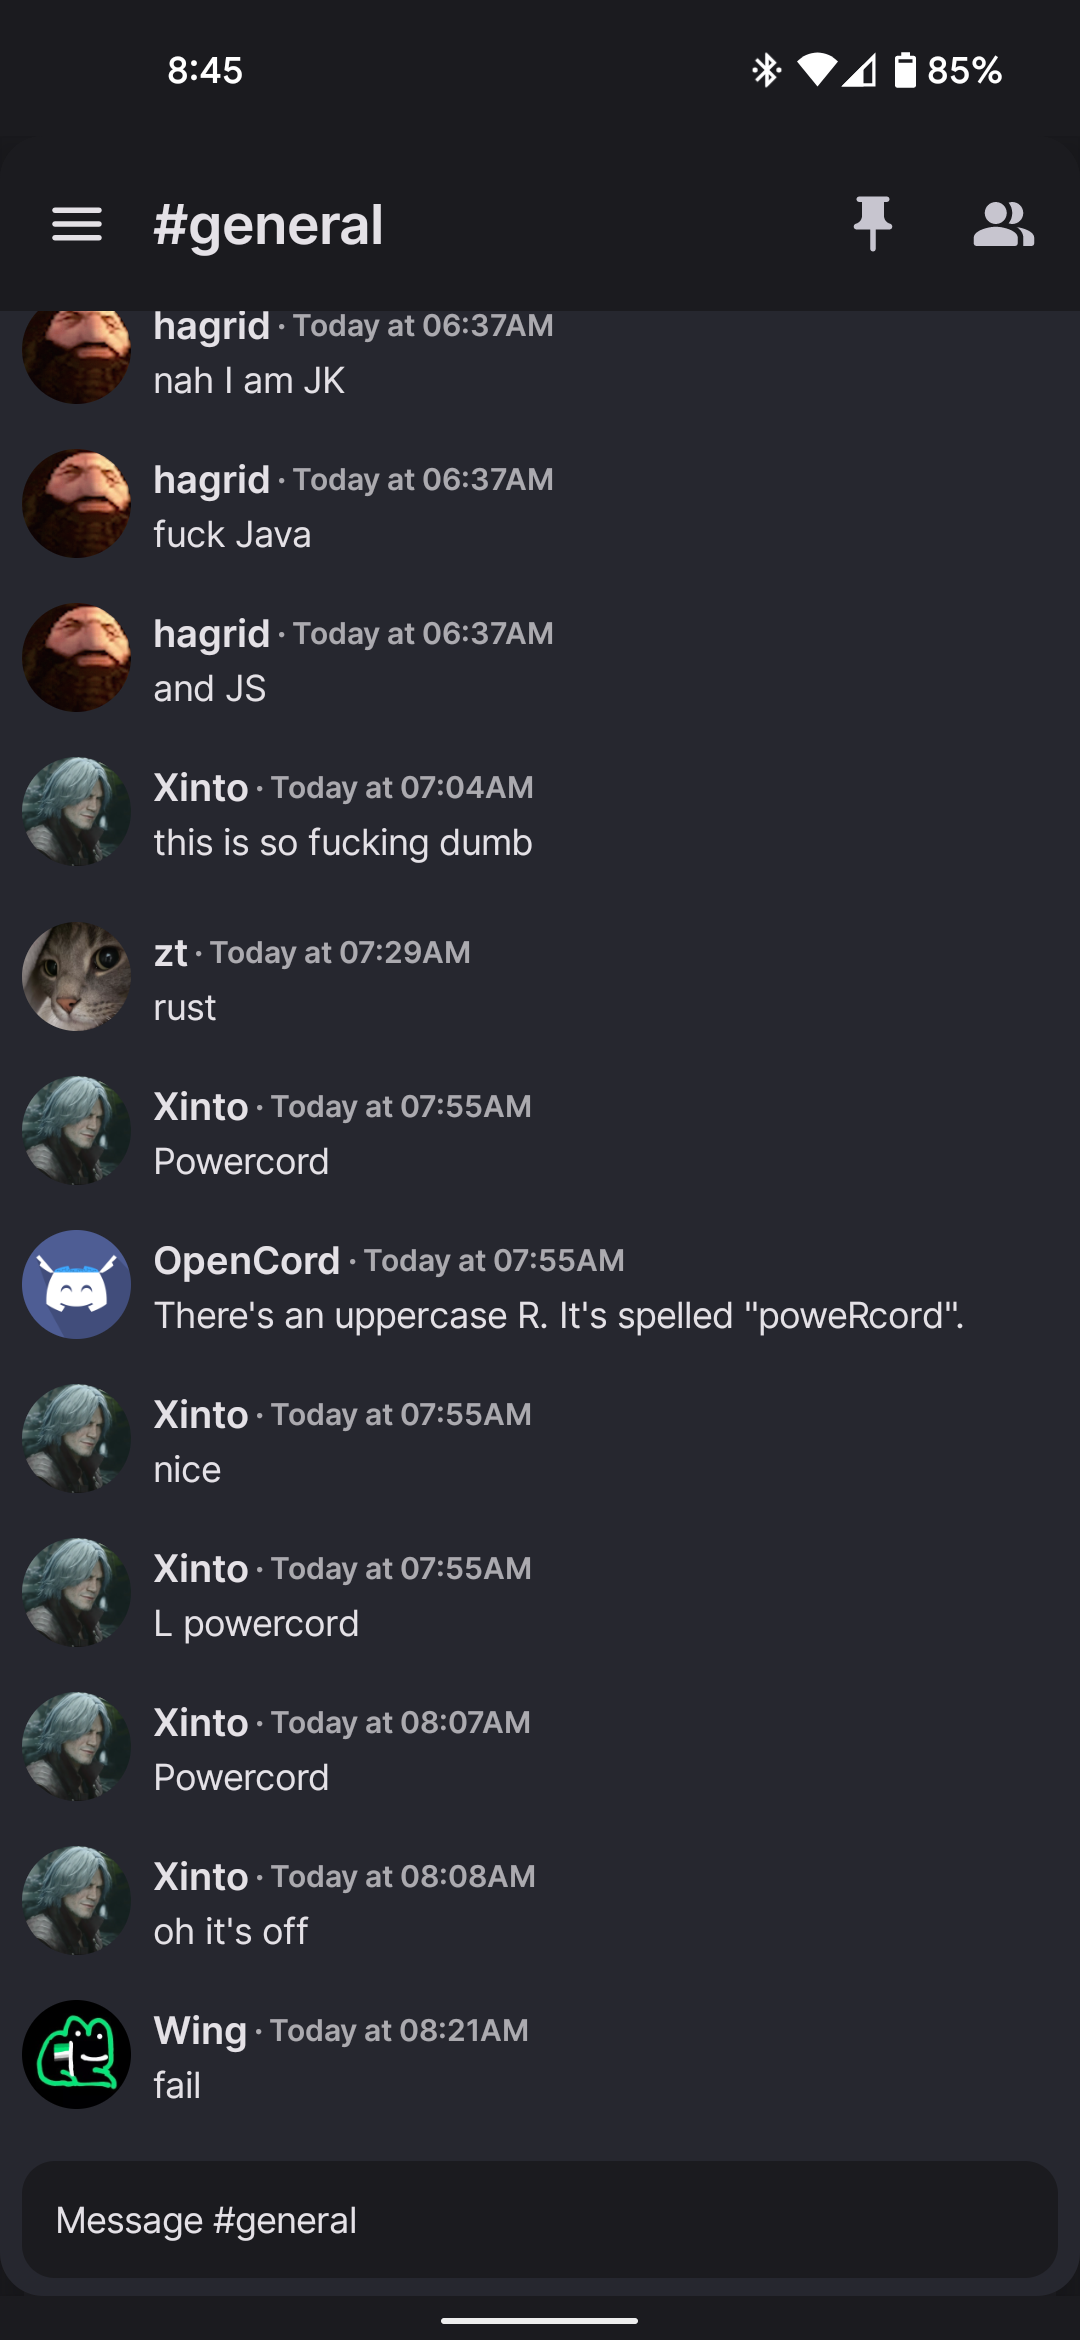 8:45
85%
#general
hagrid · Today at 06:37AM
nah I am JK
hagrid · Today at 06:37AM
fuck Java
hagrid · Today at 06:37AM
and JS
Xinto · Today at 07:04AM
this is so fucking dumb
zt · Today at 07:29AM
rust
Xinto · Today at 07:55AM
Powercord
OpenCord · Today at 07:55AM
There's an uppercase R. It's spelled "poweRcord".
Xinto · Today at 07:55AM
nice
Xinto · Today at 07:55AM
L powercord
Xinto · Today at 08:07AM
Powercord
Xinto · Today at 08:08AM
oh it's off
Wing · Today at 08:21AM
fail
Message #general